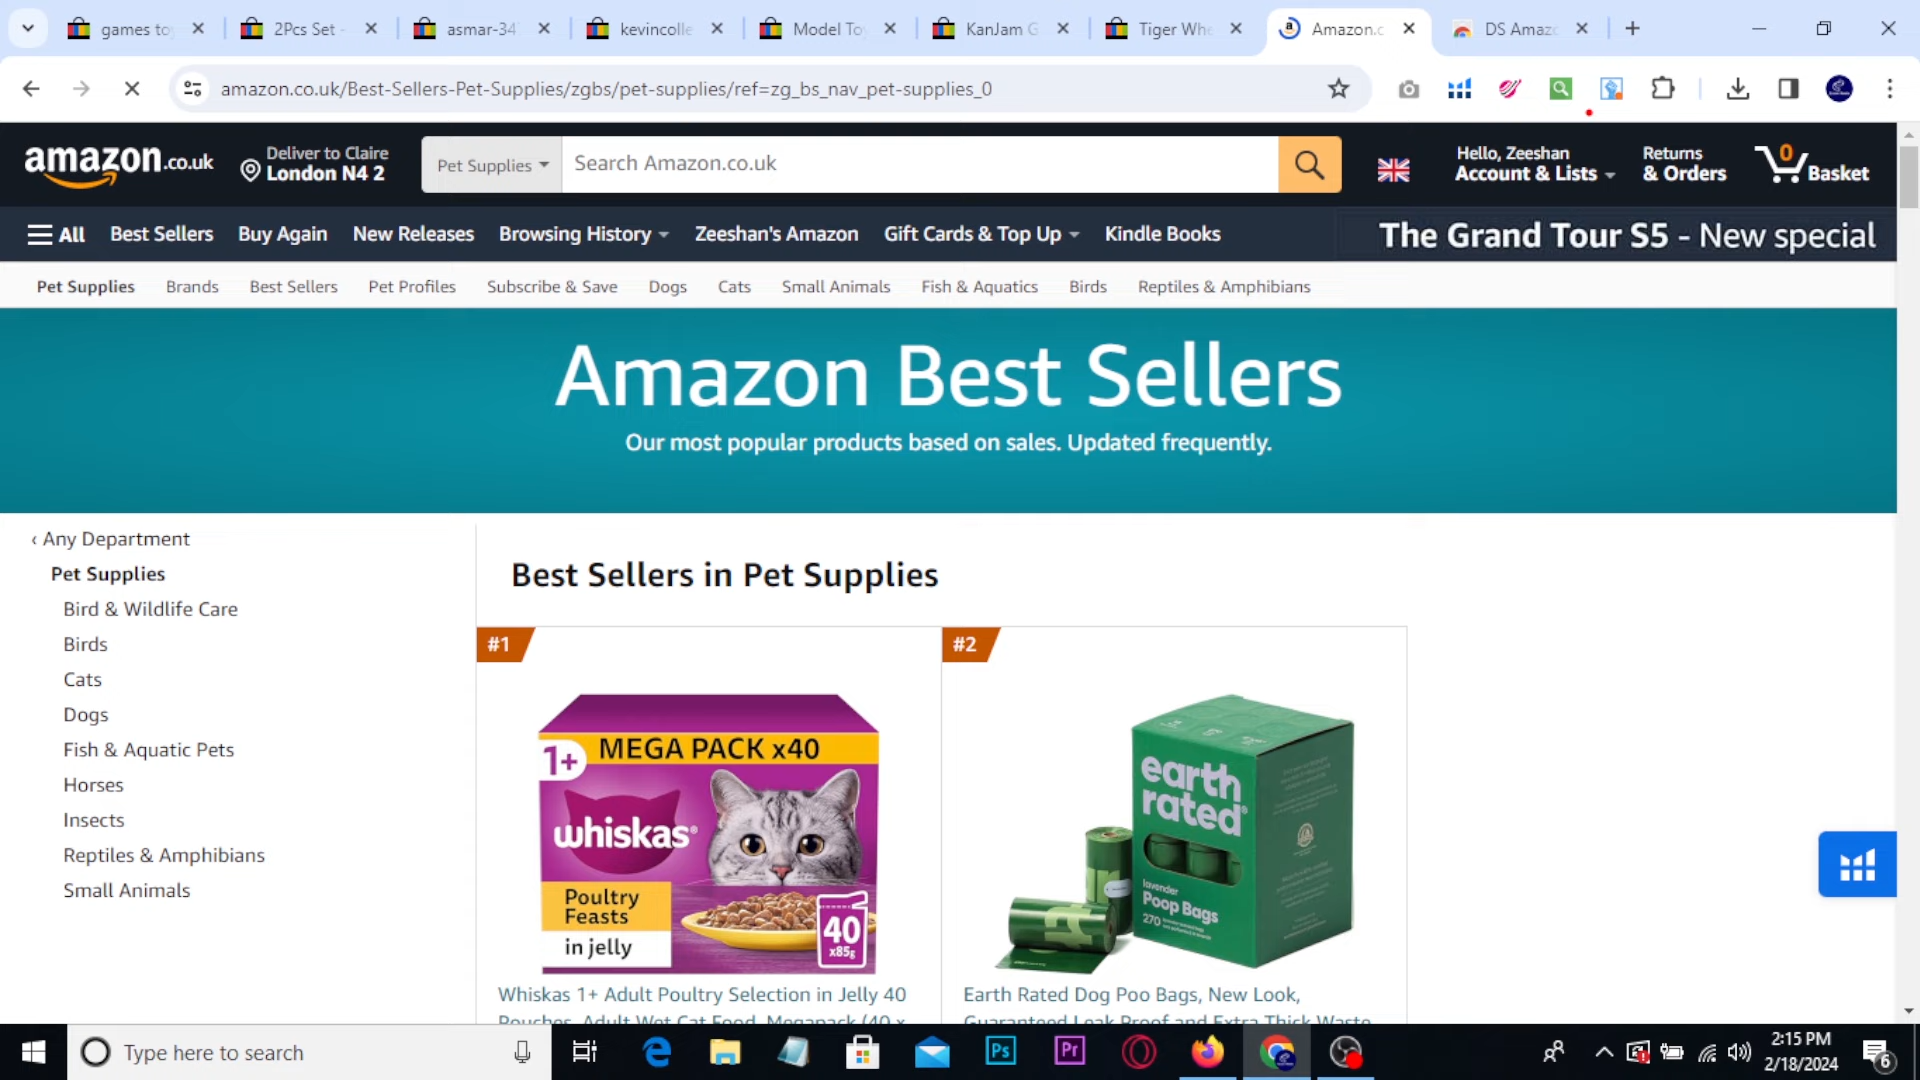 games to
2Pcs Set -
asmar-34
kevincolle
Model To
KanJam G
Tiger Whe
Amazon.c
DS Amaz
amazon.co.uk/Best-Sellers-Pet-Supplies/zgbs/pet-supplies/ref=zg_bs_nav_pet-supplies_0
amazon.co.uk
Deliver to Claire
London N4 2
Pet Supplies
Search Amazon.co.uk
Hello, Zeeshan
Account & Lists
Returns
& Orders
0
Basket
All
Best Sellers
Buy Again
New Releases
Browsing History
Zeeshan's Amazon
Gift Cards & Top Up
Kindle Books
The Grand Tour S5 - New special
Pet Supplies
Brands
Best Sellers
Pet Profiles
Subscribe & Save
Dogs
Cats
Small Animals
Fish & Aquatics
Birds
Reptiles & Amphibians
Amazon Best Sellers
Our most popular products based on sales. Updated frequently.
‹ Any Department
Pet Supplies
Bird & Wildlife Care
Birds
Cats
Dogs
Fish & Aquatic Pets
Horses
Insects
Reptiles & Amphibians
Small Animals
Best Sellers in Pet Supplies
#1
1+
MEGA PACK x40
whiskas®
Poultry
Feasts
in jelly
40
x85g
Whiskas 1+ Adult Poultry Selection in Jelly 40
Pouches, Adult Wet Cat Food, Megapack (40 x
#2
earth
rated®
lavender
Poop Bags
270
Earth Rated Dog Poo Bags, New Look,
Guaranteed Leak Proof and Extra Thick Waste
Type here to search
Ps
Pr
2:15 PM
2/18/2024
6